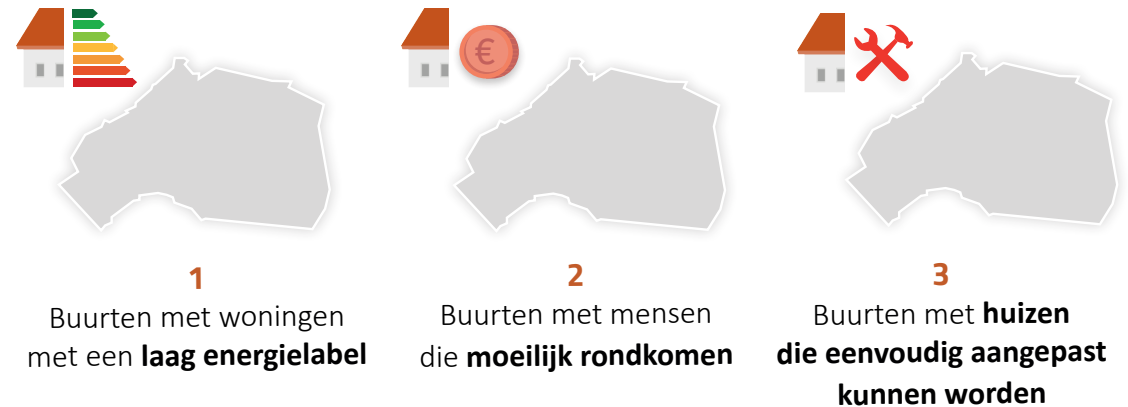 €
1
Buurten met woningen
met een laag energielabel
2
Buurten met mensen
die moeilijk rondkomen
3
Buurten met huizen
die eenvoudig aangepast
kunnen worden